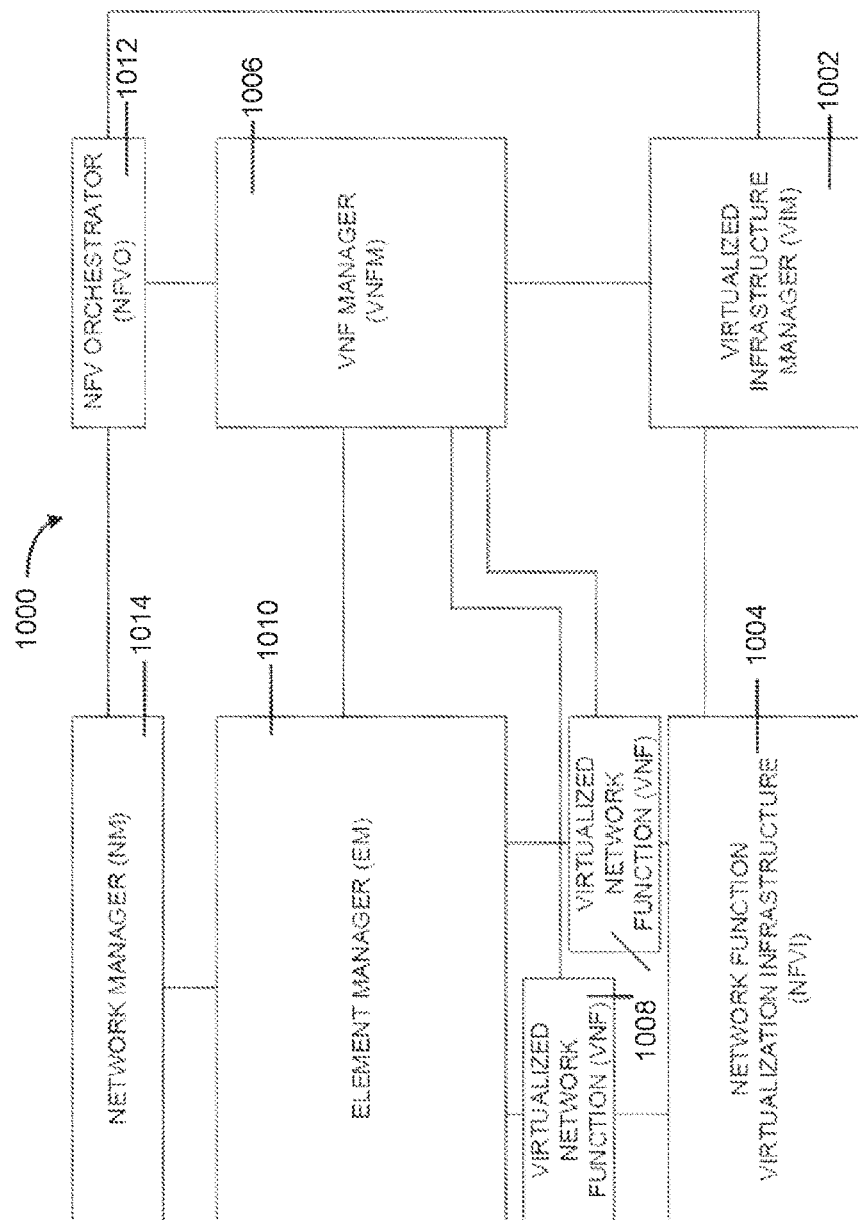 1000
NETWORK MANAGER (NM)
1014
NFV ORCHESTRATOR
(NFVO)
1012
ELEMENT MANAGER (EM)
1010
VNF MANAGER
(VNFM)
1006
VIRTUALIZED
NETWORK
FUNCTION (VNF)
1008
VIRTUALIZED
NETWORK
FUNCTION (VNF)
NETWORK FUNCTION
VIRTUALIZATION INFRASTRUCTURE
(NFVI)
1004
VIRTUALIZED
INFRASTRUCTURE
MANAGER (VIM)
1002